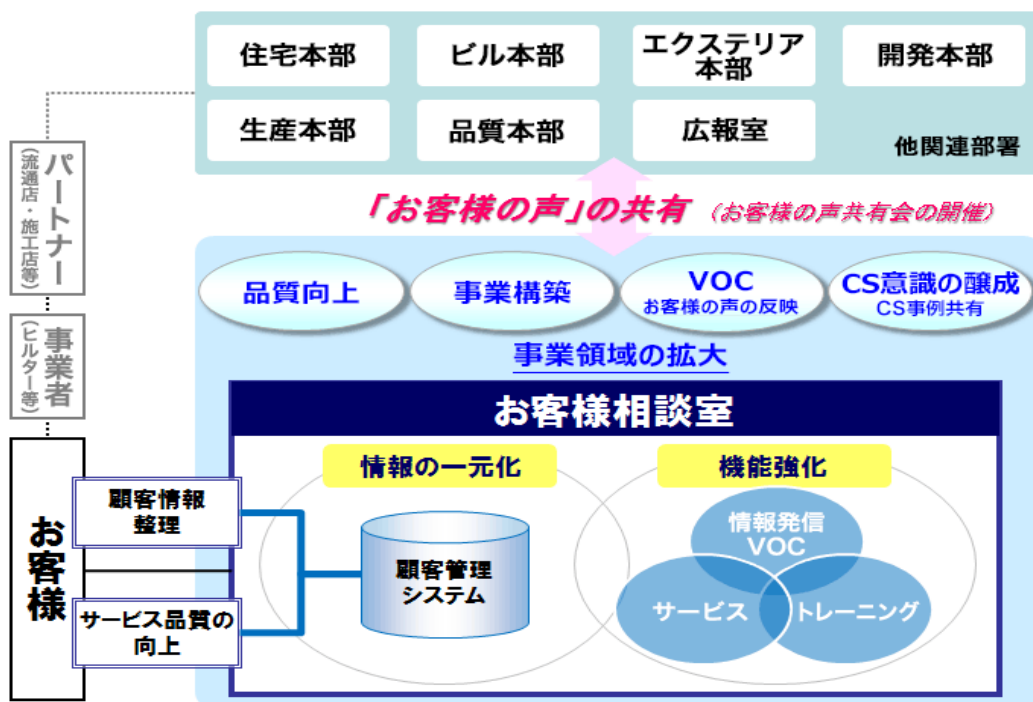 住宅本部
ビル本部
エクステリア
本部
開発本部
生産本部
品質本部
広報室
他関連部署
パートナー
(流通店・施工店等)
「お客様の声」の共有 (お客様の声共有会の開催)
品質向上
事業構築
VOC
お客様の声の反映
CS意識の醸成
CS事例共有
事業領域の拡大
事業者
(ビルダー等)
お客様
お客様相談室
情報の一元化
機能強化
顧客情報
整理
サービス品質の
向上
顧客管理
システム
情報発信
VOC
サービス
トレーニング